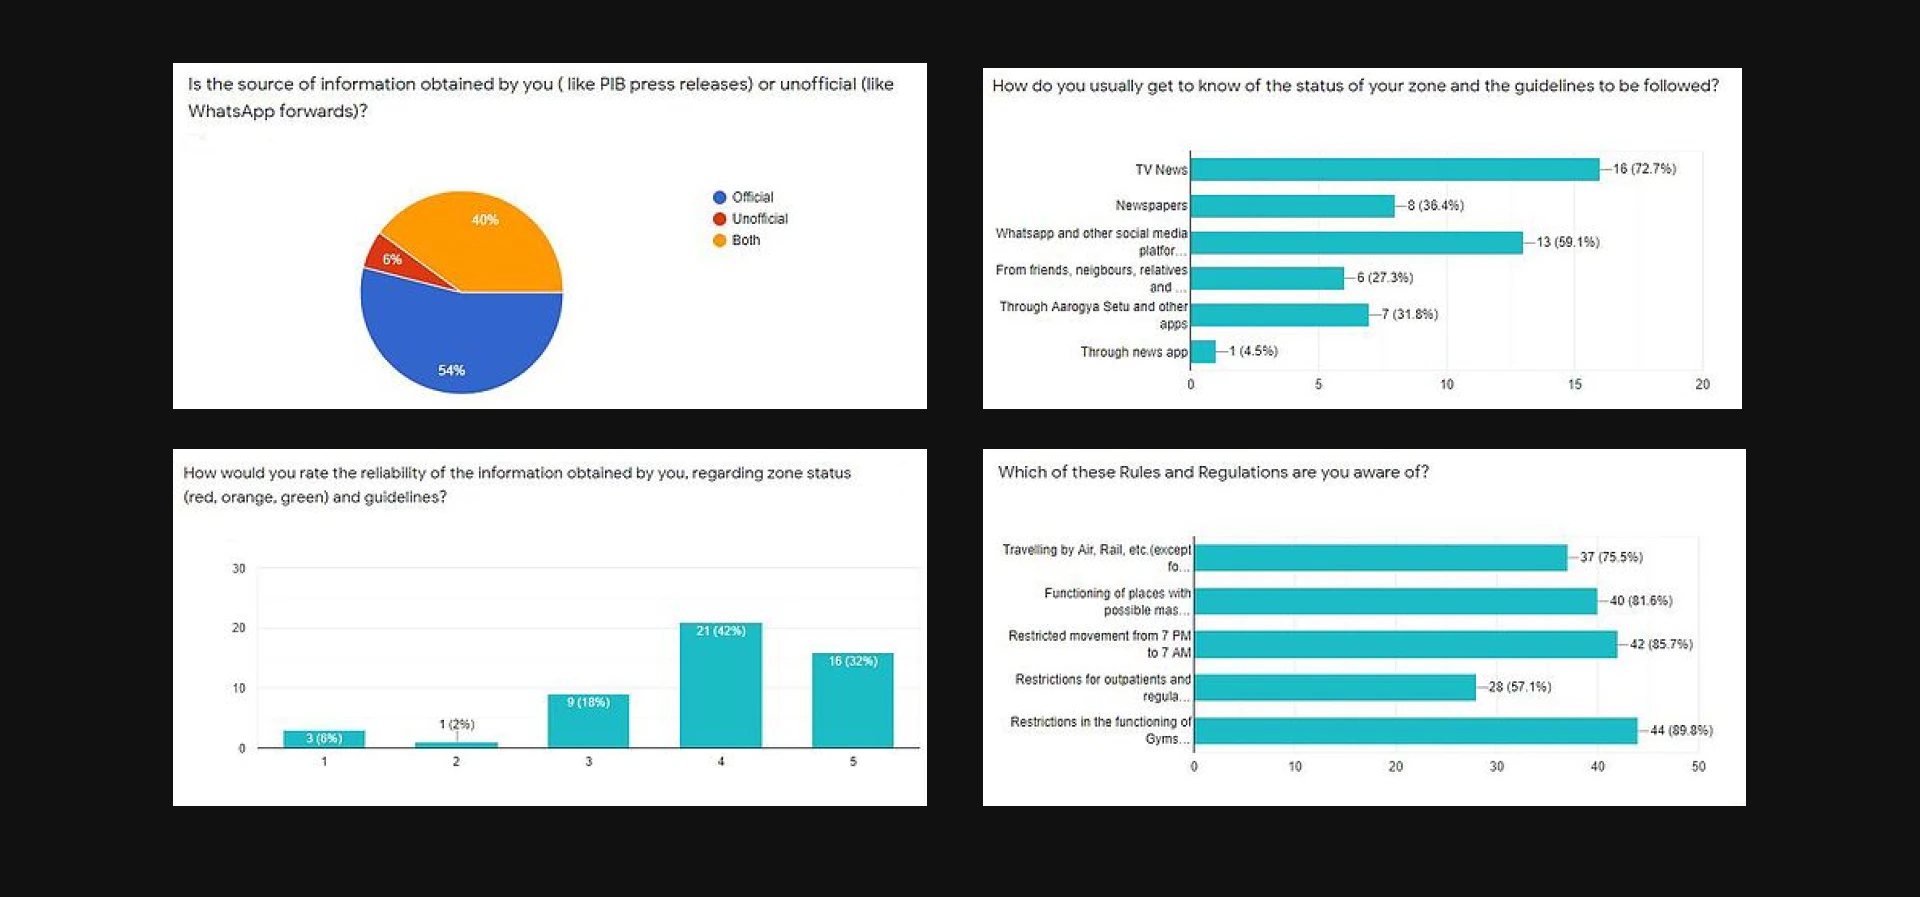 Is the source of information obtained by you ( like PIB press releases) or unofficial (like
WhatsApp forwards)?
40%
6%
54%
Official
Unofficial
Both
How do you usually get to know of the status of your zone and the guidelines to be followed?
TV News
16 (72.7%)
Newspapers
8 (36.4%)
Whatsapp and other social media
platfor...
13 (59.1%)
From friends, neigbours, relatives
and ...
6 (27.3%)
Through Aarogya Setu and other
apps
7 (31.8%)
Through news app
1 (4.5%)
0 5 10 15 20
How would you rate the reliability of the information obtained by you, regarding zone status
(red, orange, green) and guidelines?
30
20
10
0
3 (6%)
1 (2%)
9 (18%)
21 (42%)
16 (32%)
1 2 3 4 5
Which of these Rules and Regulations are you aware of?
Travelling by Air, Rail, etc.(except
fo...
37 (75.5%)
Functioning of places with
possible mas...
40 (81.6%)
Restricted movement from 7 PM
to 7 AM
42 (85.7%)
Restrictions for outpatients and
regula...
28 (57.1%)
Restrictions in the functioning of
Gyms...
44 (89.8%)
0 10 20 30 40 50